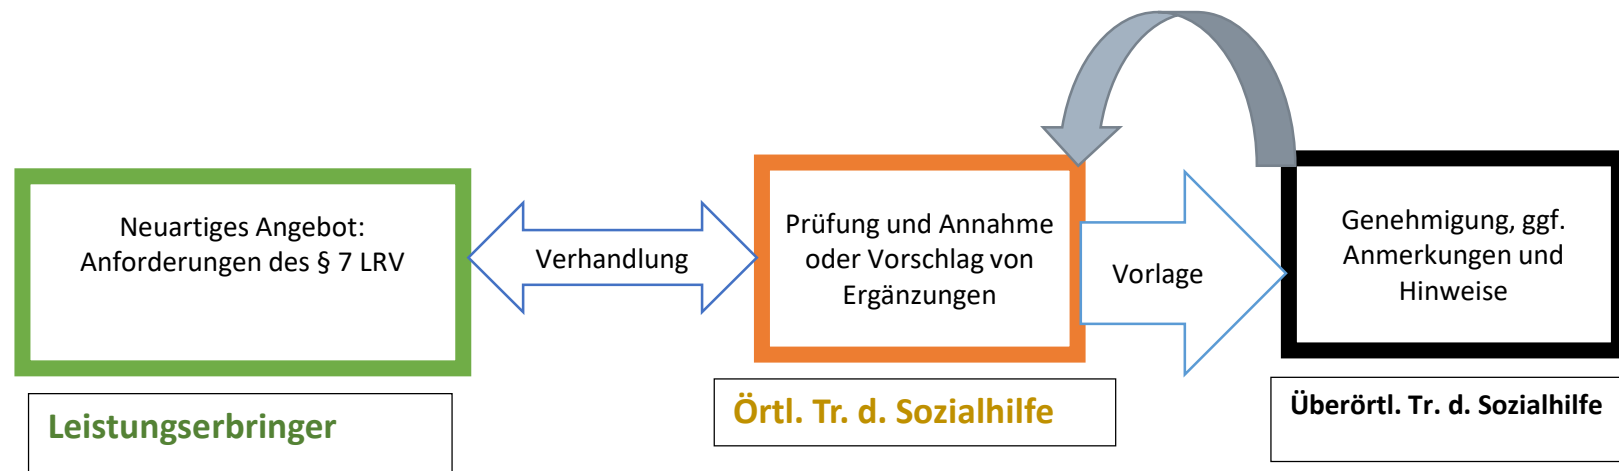 Neuartiges Angebot:
Anforderungen des § 7 LRV
Verhandlung
Prüfung und Annahme
oder Vorschlag von
Ergänzungen
Vorlage
Genehmigung, ggf.
Anmerkungen und
Hinweise
Leistungserbringer
Örtl. Tr. d. Sozialhilfe
Überörtl. Tr. d. Sozialhilfe